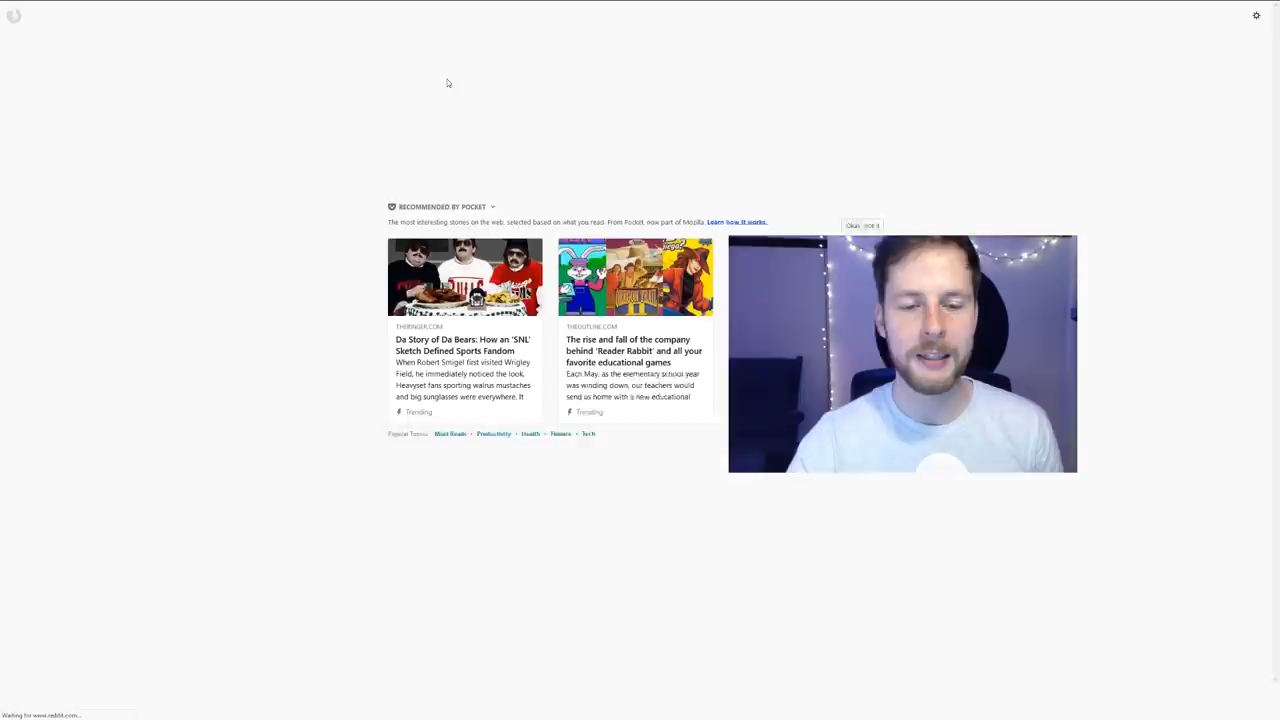 RECOMMENDED BY POCKET
The most interesting stories on the web, selected based on what you read. From Pocket, now part of Mozilla. Learn how it works.
Okay, got it
THERINGER.COM
Da Story of Da Bears: How an 'SNL'
Sketch Defined Sports Fandom
When Robert Smigel first visited Wrigley
Field, he immediately noticed the look.
Heavyset fans sporting walrus mustaches
and big sunglasses were everywhere. It
Trending
THEOUTLINE.COM
The rise and fall of the company
behind 'Reader Rabbit' and all your
favorite educational games
Each May, as the elementary school year
was winding down, our teachers would
send us home with a new educational
Trending
Popular Topics: Must Reads · Productivity · Health · Finance · Tech
Waiting for www.reddit.com...